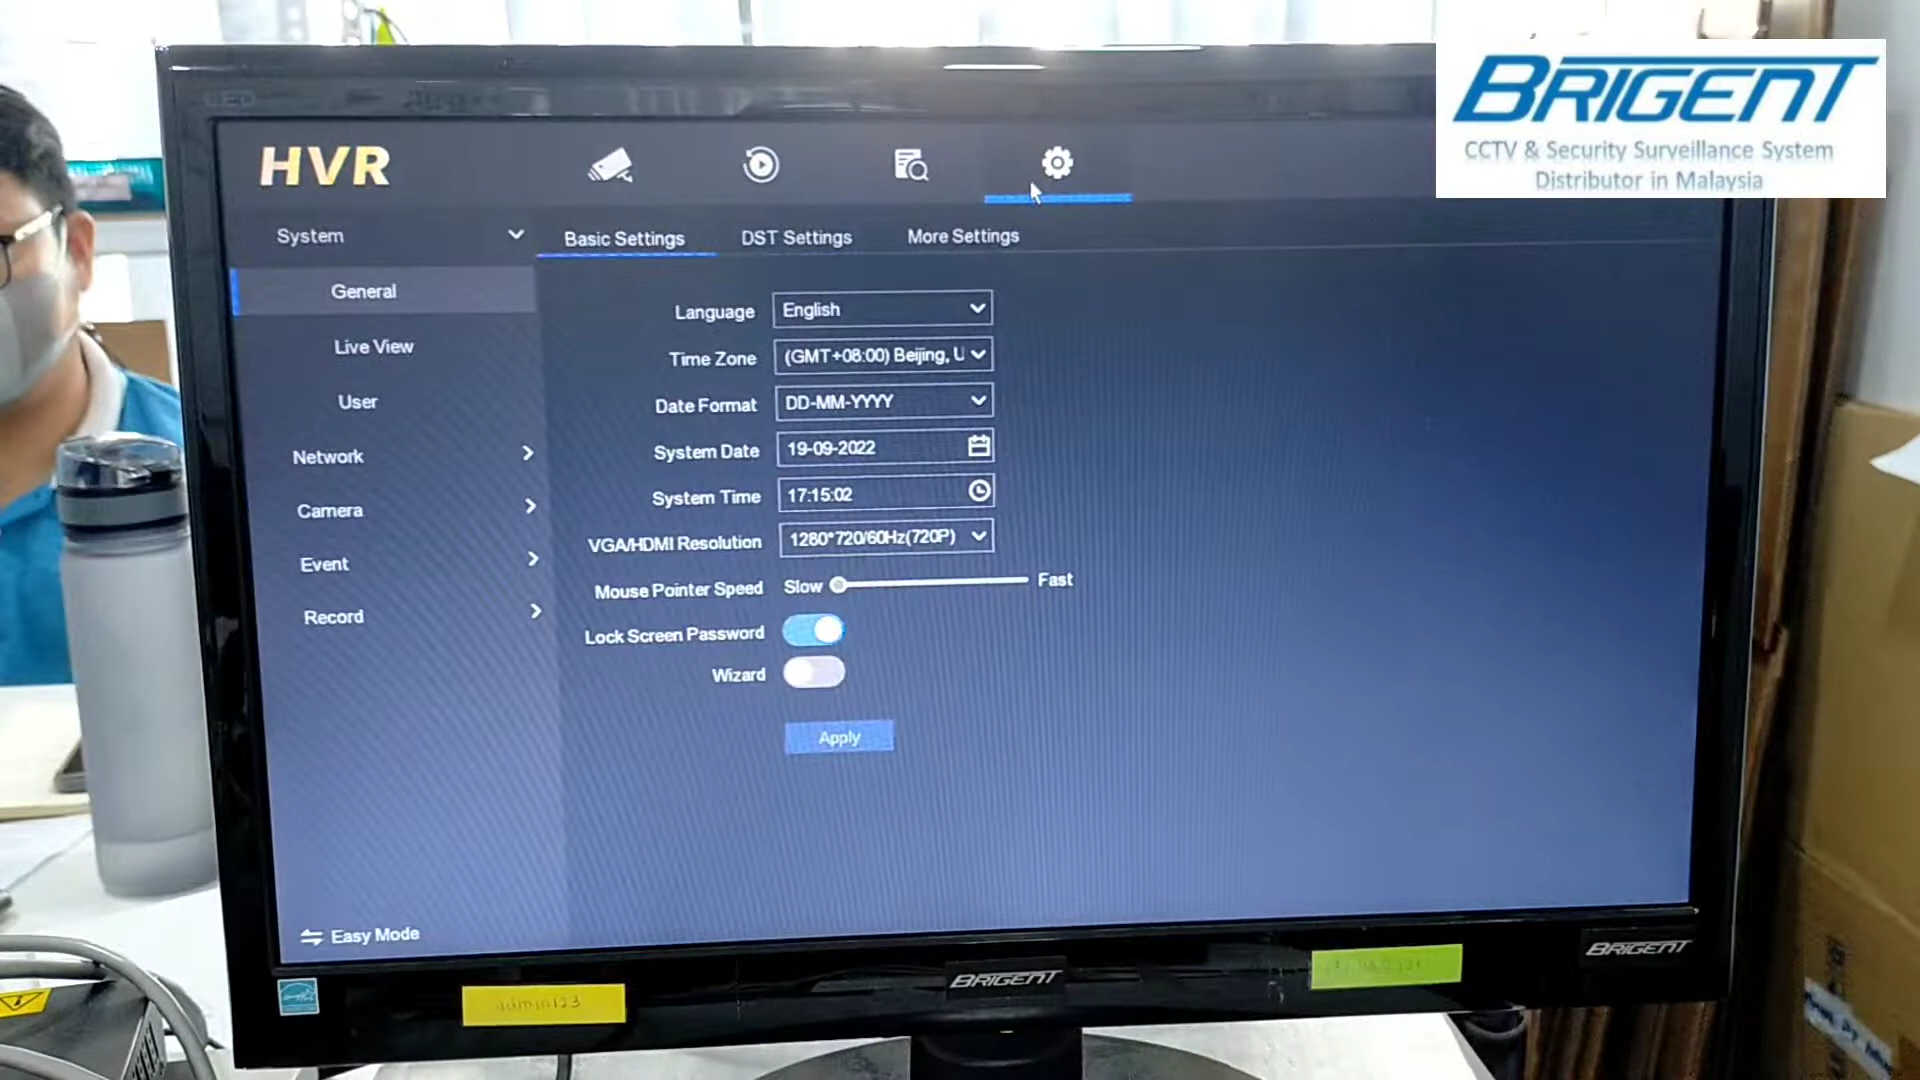 BRIGENT
CCTV & Security Surveillance System
Distributor in Malaysia
HVR
System
Basic Settings
DST Settings
More Settings
General
Live View
User
Network
Camera
Event
Record
Language English
Time Zone (GMT+08:00) Beijing, U
Date Format DD-MM-YYYY
System Date 19-09-2022
System Time 17:15:02
VGA/HDMI Resolution 1280*720/60Hz(720P)
Mouse Pointer Speed Slow Fast
Lock Screen Password
Wizard
Apply
Easy Mode
BRIGENT
BRIGENT
admin123